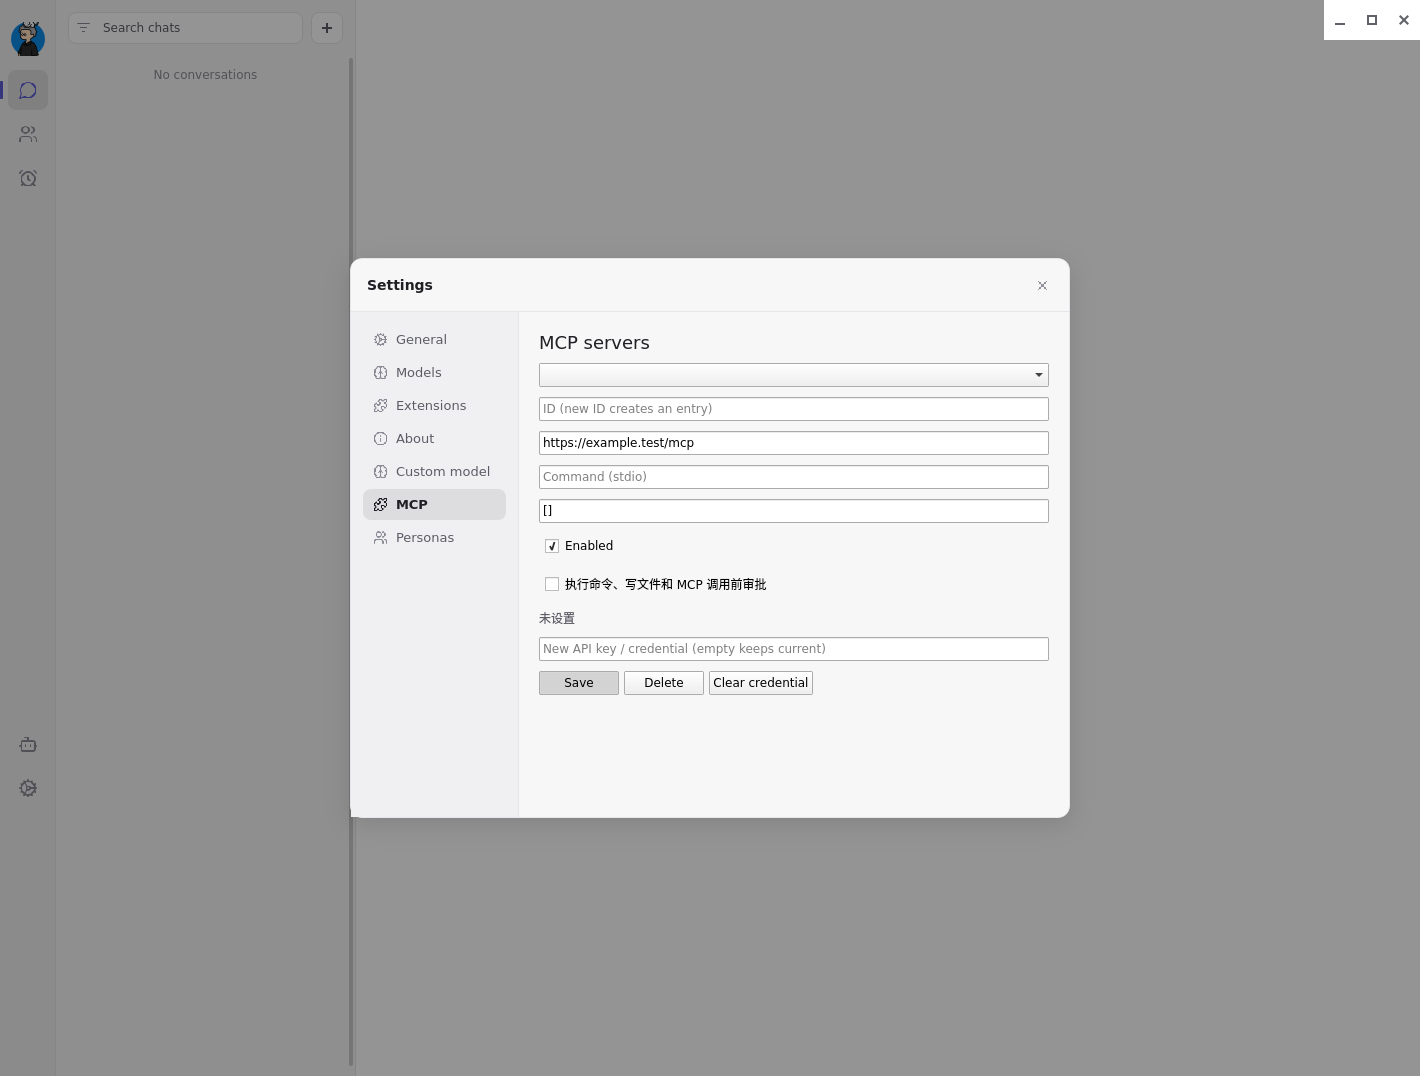 Search chats
No conversations
Settings
General
Models
Extensions
About
Custom model
MCP
Personas
MCP servers
ID (new ID creates an entry)
https://example.test/mcp
Command (stdio)
[]
Enabled
执行命令、写文件和 MCP 调用前审批
未设置
New API key / credential (empty keeps current)
Save Delete Clear credential